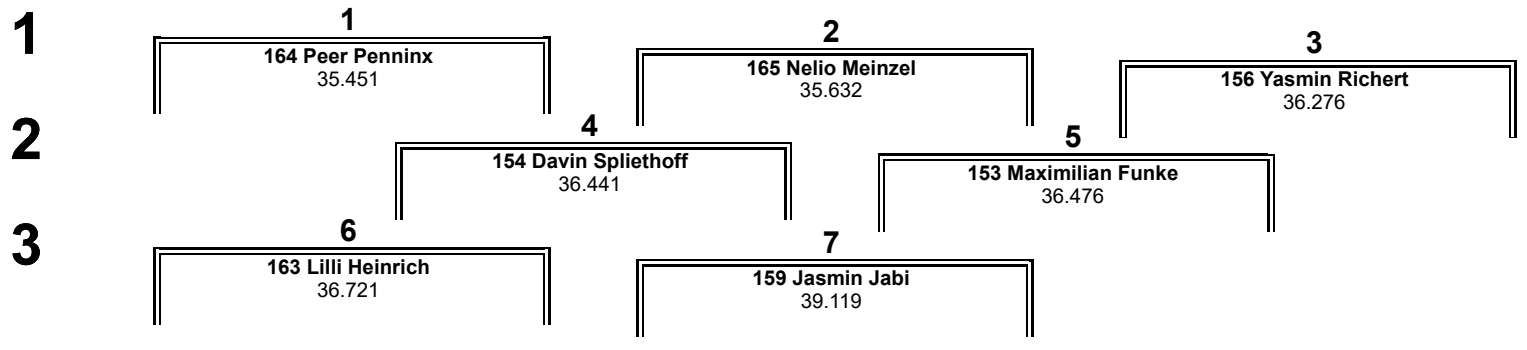 1
1
164 Peer Penninx
35.451
2
165 Nelio Meinzel
35.632
3
156 Yasmin Richert
36.276
2
4
154 Davin Spliethoff
36.441
5
153 Maximilian Funke
36.476
3
6
163 Lilli Heinrich
36.721
7
159 Jasmin Jabi
39.119